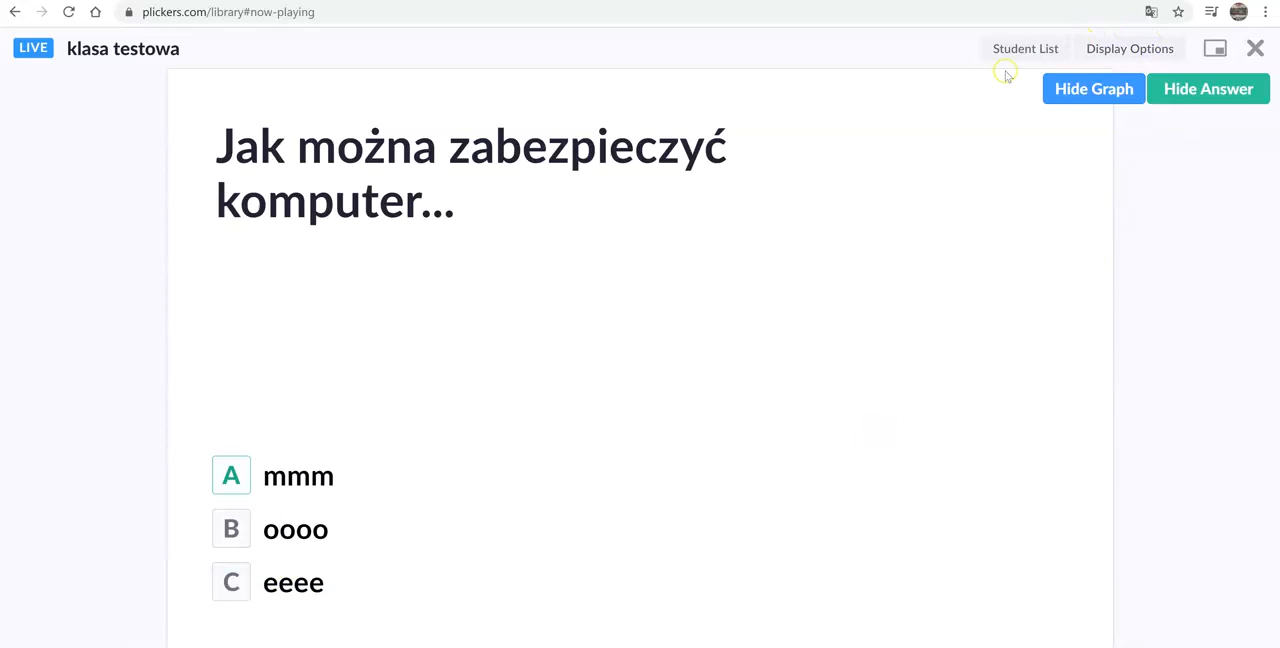 plickers.com/library#now-playing
LIVE klasa testowa Student List Display Options
Hide Graph Hide Answer
Jak można zabezpieczyć
komputer...
A mmm
B oooo
C eeee